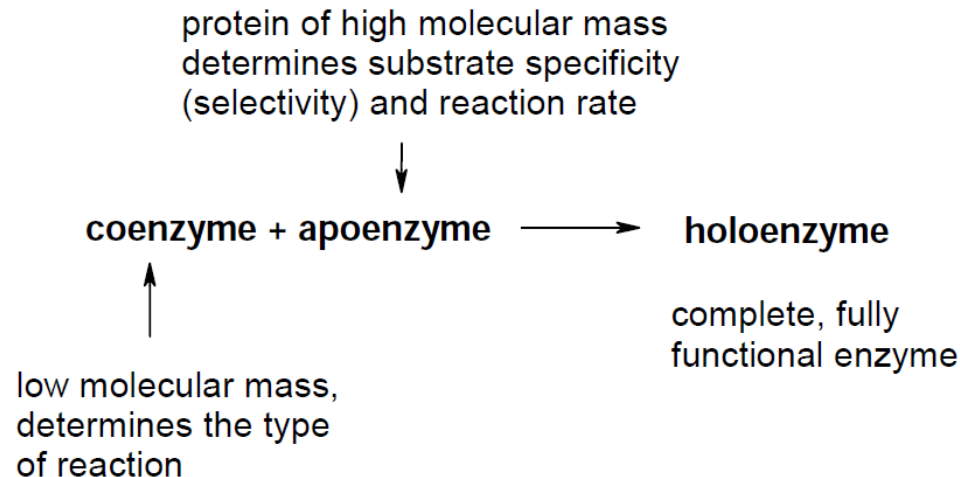 protein of high molecular mass
determines substrate specificity
(selectivity) and reaction rate
coenzyme + apoenzyme
holoenzyme
complete, fully
functional enzyme
low molecular mass,
determines the type
of reaction